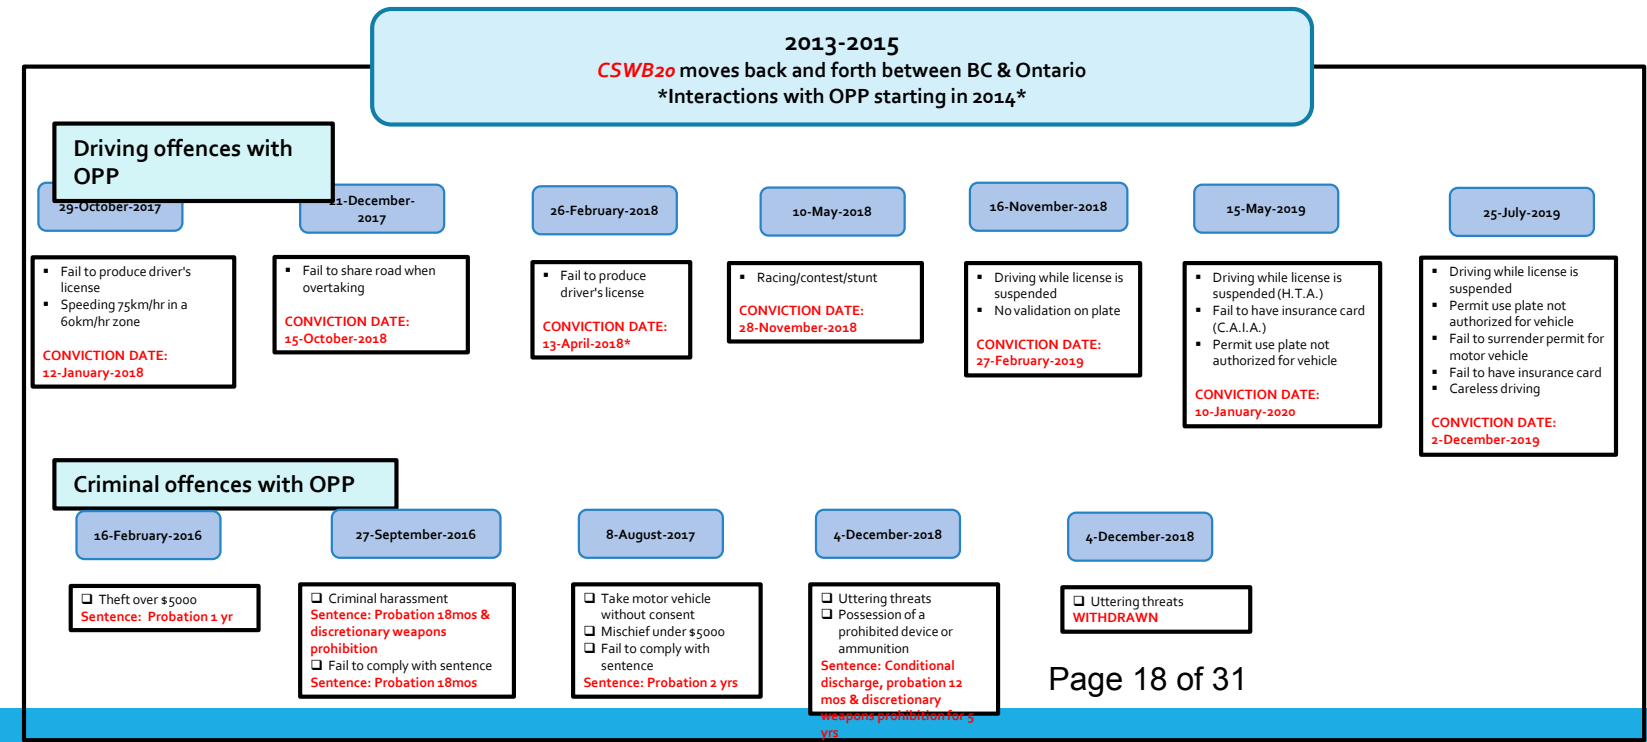 2013-2015
CSWB20 moves back and forth between BC & Ontario
*Interactions with OPP starting in 2014*
Driving offences with
OPP
29-October-2017
▪ Fail to produce driver's
license
▪ Speeding 75km/hr in a
60km/hr zone
CONVICTION DATE:
12-January-2018
21-December-
2017
▪ Fail to share road when
overtaking
CONVICTION DATE:
15-October-2018
26-February-2018
▪ Fail to produce
driver's license
CONVICTION DATE:
13-April-2018*
10-May-2018
▪ Racing/contest/stunt
CONVICTION DATE:
28-November-2018
16-November-2018
▪ Driving while license is
suspended
▪ No validation on plate
CONVICTION DATE:
27-February-2019
15-May-2019
▪ Driving while license is
suspended (H.T.A.)
▪ Fail to have insurance card
(C.A.I.A.)
▪ Permit use plate not
authorized for vehicle
CONVICTION DATE:
10-January-2020
25-July-2019
▪ Driving while license is
suspended
▪ Permit use plate not
authorized for vehicle
▪ Fail to surrender permit for
motor vehicle
▪ Fail to have insurance card
▪ Careless driving
CONVICTION DATE:
2-December-2019
Criminal offences with OPP
16-February-2016
❑ Theft over $5000
Sentence: Probation 1 yr
27-September-2016
❑ Criminal harassment
Sentence: Probation 18mos &
discretionary weapons
prohibition
❑ Fail to comply with sentence
Sentence: Probation 18mos
8-August-2017
❑ Take motor vehicle
without consent
❑ Mischief under $5000
❑ Fail to comply with
sentence
Sentence: Probation 2 yrs
4-December-2018
❑ Uttering threats
❑ Possession of a
prohibited device or
ammunition
Sentence: Conditional
discharge, probation 12
mos & discretionary
weapons prohibition for 5
yrs
4-December-2018
❑ Uttering threats
WITHDRAWN
Page 18 of 31